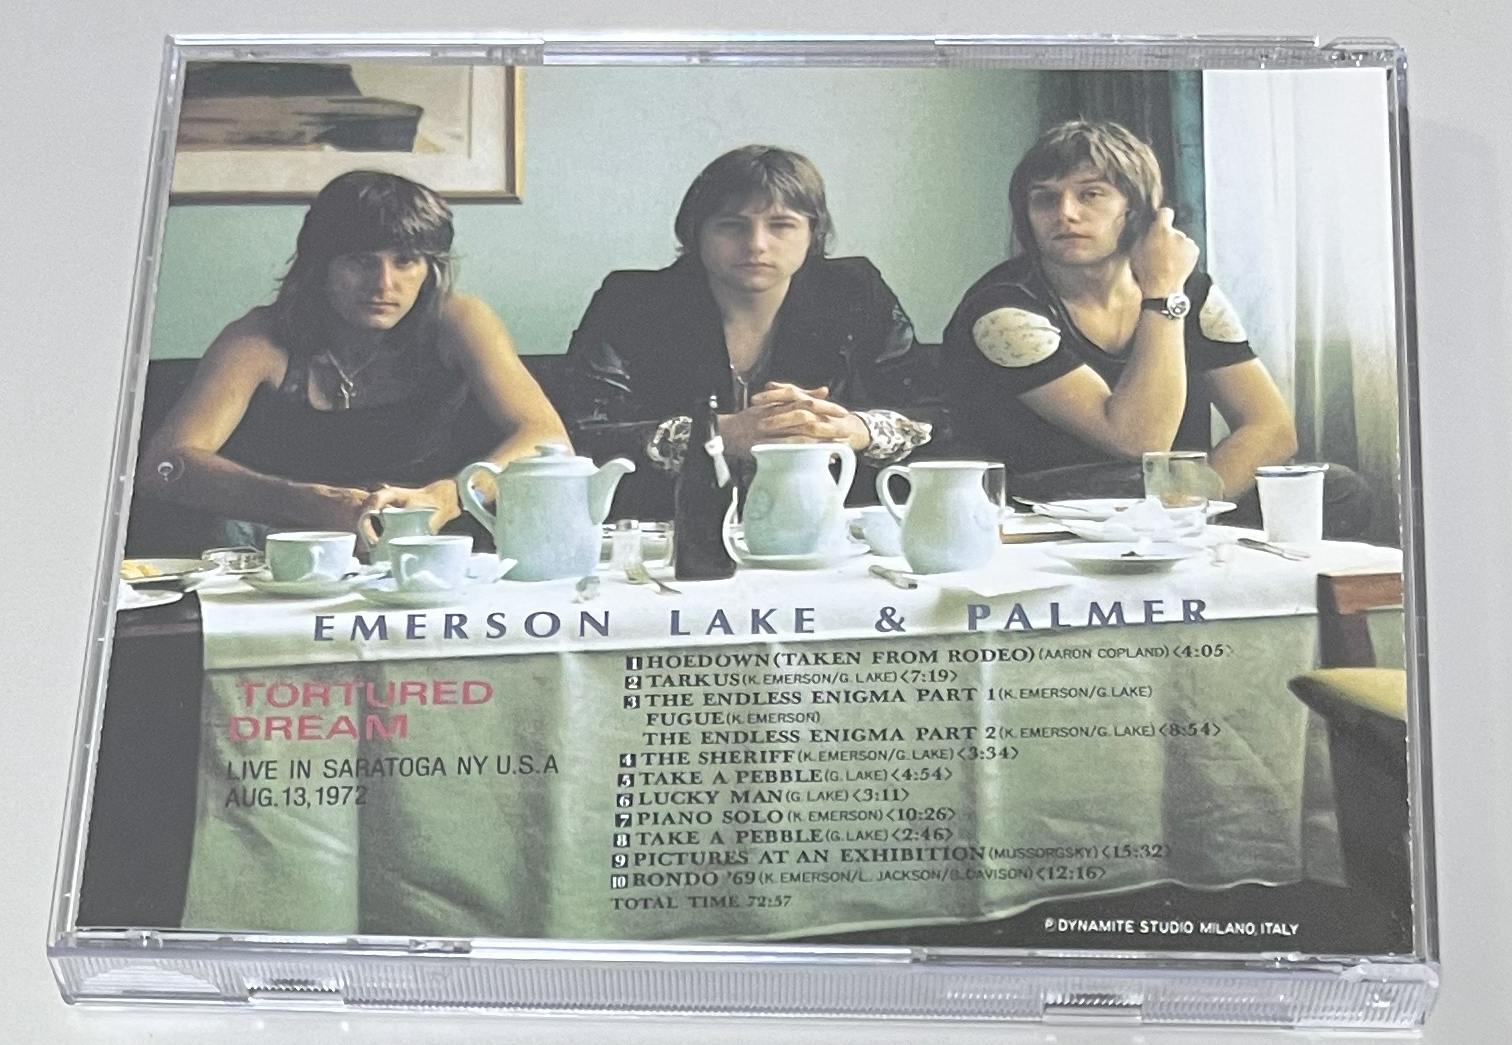 EMERSON LAKE & PALMER
TORTURED
DREAM
LIVE IN SARATOGA NY U.S.A
AUG.13,1972
1 HOEDOWN(TAKEN FROM RODEO)(AARON COPLAND)<4:05>
2 TARKUS(K.EMERSON/G.LAKE)<7:19>
3 THE ENDLESS ENIGMA PART 1(K.EMERSON/G.LAKE)
FUGUE(K.EMERSON)
THE ENDLESS ENIGMA PART 2(K.EMERSON/G.LAKE)<8:54>
4 THE SHERIFF(K.EMERSON/G.LAKE)<3:34>
5 TAKE A PEBBLE(G.LAKE)<4:54>
6 LUCKY MAN(G.LAKE)<3:11>
7 PIANO SOLO(K.EMERSON)<10:26>
8 TAKE A PEBBLE(G.LAKE)<2:46>
9 PICTURES AT AN EXHIBITION(MUSSORGSKY)<15:32>
10 RONDO '69(K.EMERSON/L.JACKSON/B.DAVISON)<12:16>
TOTAL TIME 72:57
℗DYNAMITE STUDIO MILANO,ITALY